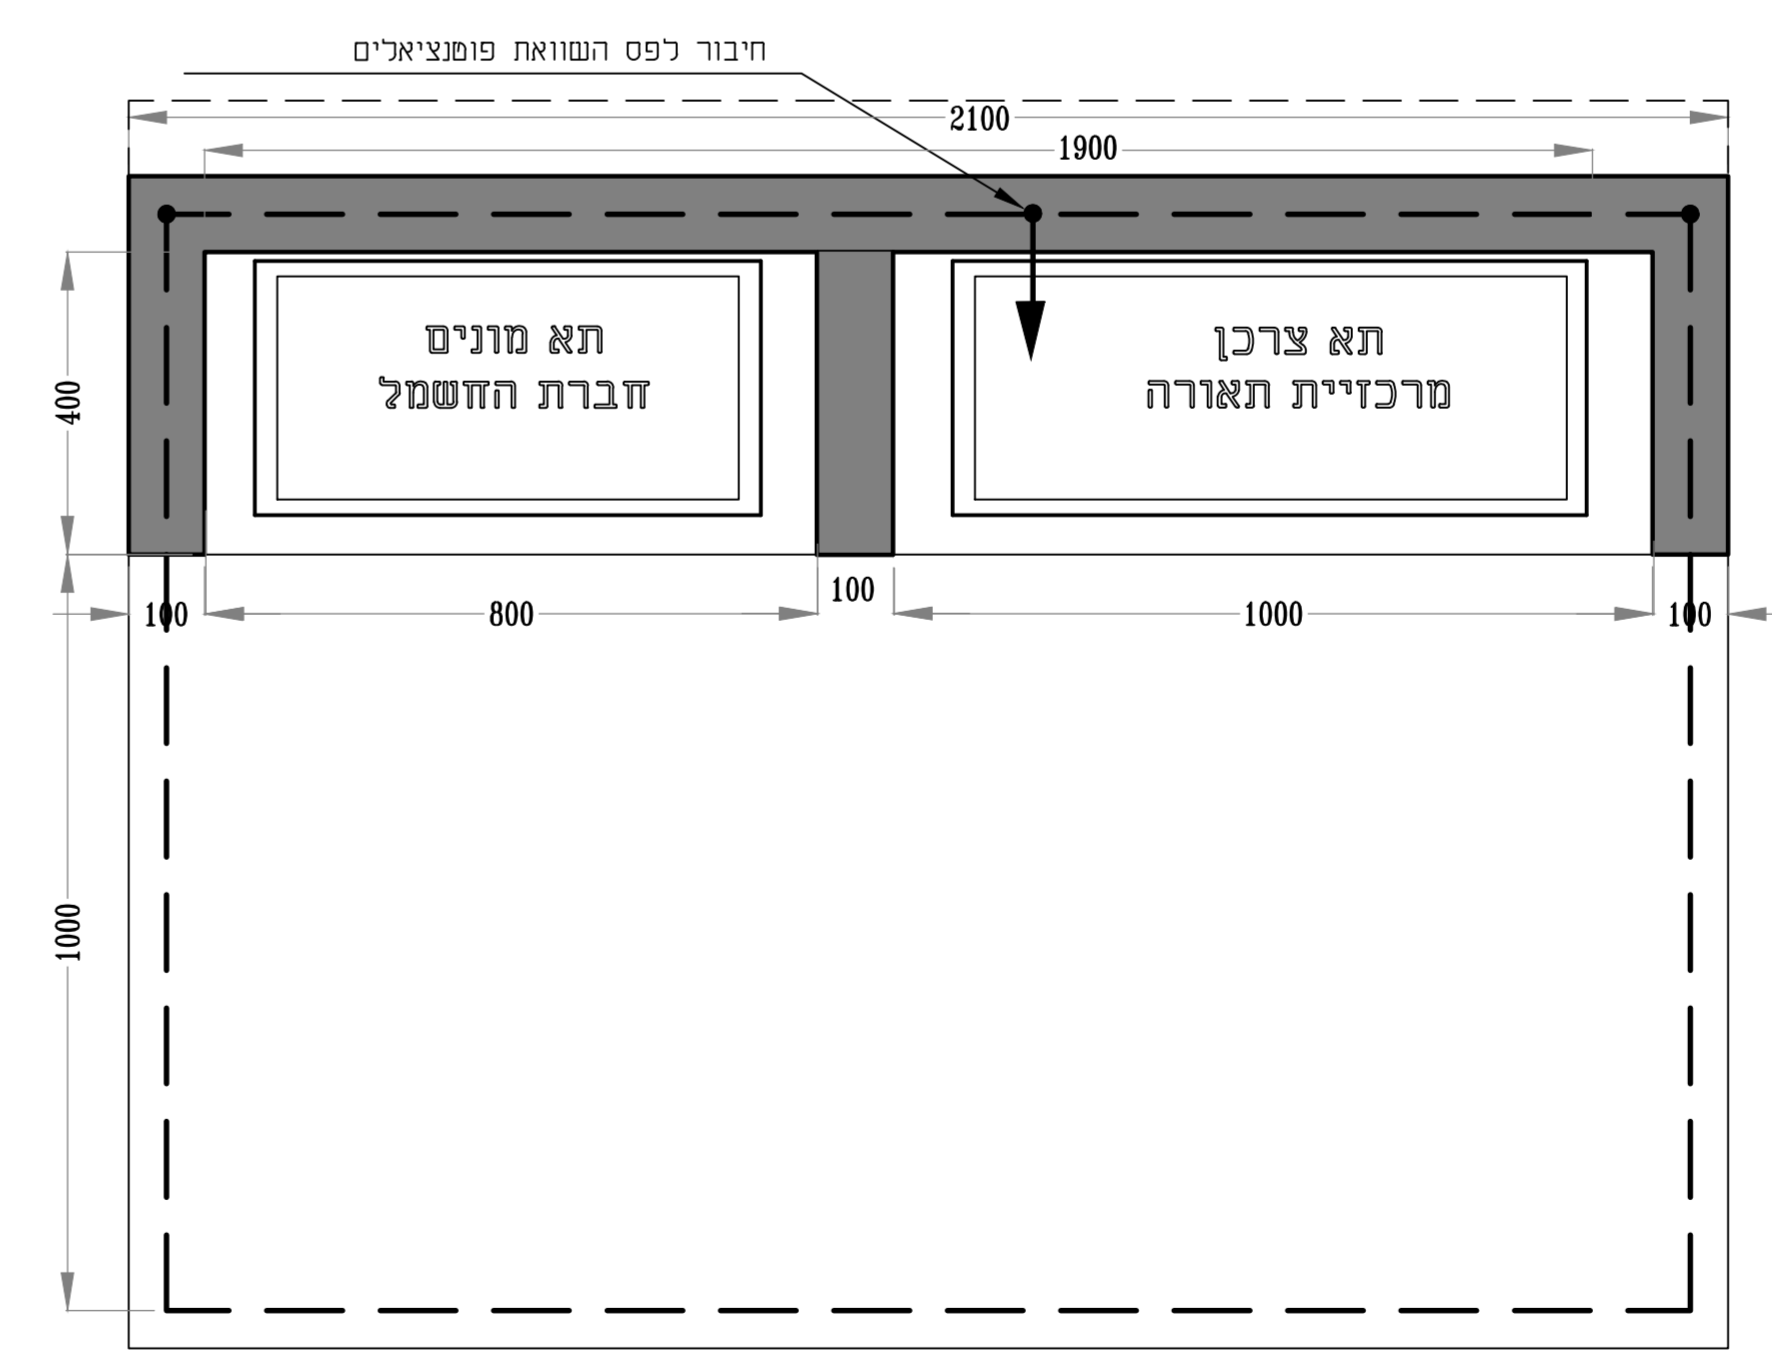 חיבור לפס השוואת פוטנציאלים
2100
1900
תא מונים
חברת החשמל
תא צרכן
מרכזיית תאורה
400
100
800
100
1000
100
1000